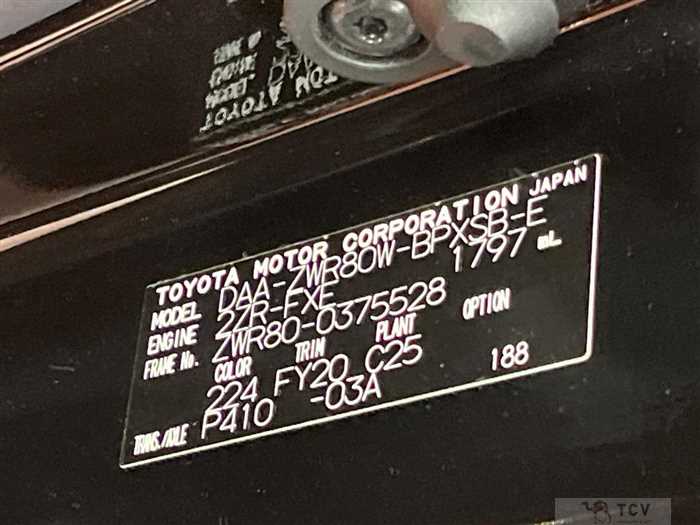 TOYOTA MOTOR CORPORATION JAPAN
MODEL DAA-ZWR80W-BPXSB-E
ENGINE 2ZR-FXE 1797 mL
FRAME No. ZWR80-0375528
COLOR TRIM PLANT OPTION
224 FY20 C25 188
TRANS./AXLE P410 -03A
TCV